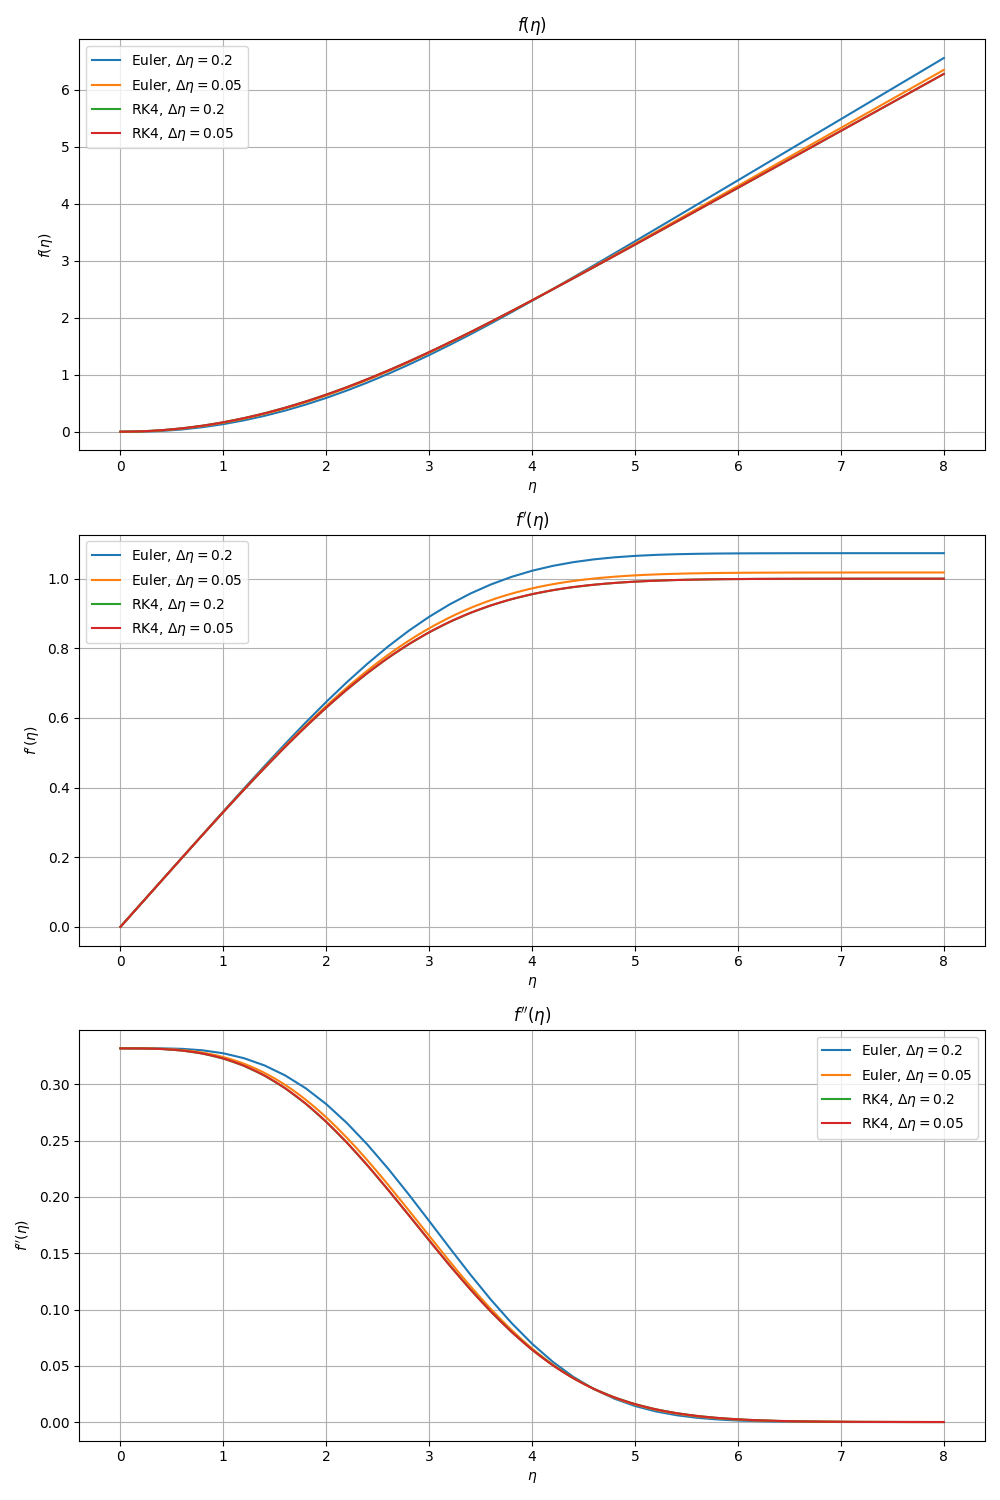 f(η)
Euler, Δη = 0.2
Euler, Δη = 0.05
RK4, Δη = 0.2
RK4, Δη = 0.05
f(η)
6
5
4
3
2
1
0
0 1 2 3 4 5 6 7 8
η
f′(η)
Euler, Δη = 0.2
Euler, Δη = 0.05
RK4, Δη = 0.2
RK4, Δη = 0.05
f′(η)
1.0
0.8
0.6
0.4
0.2
0.0
0 1 2 3 4 5 6 7 8
η
f′′(η)
Euler, Δη = 0.2
Euler, Δη = 0.05
RK4, Δη = 0.2
RK4, Δη = 0.05
f′′(η)
0.30
0.25
0.20
0.15
0.10
0.05
0.00
0 1 2 3 4 5 6 7 8
η